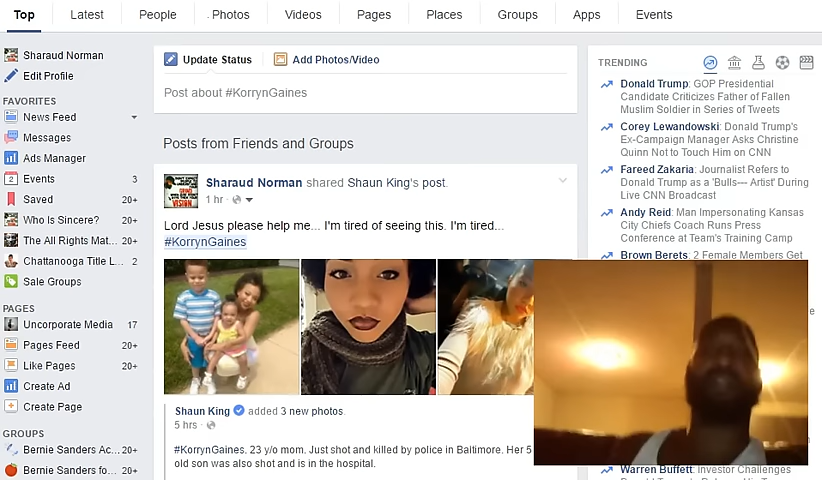 Top Latest People Photos Videos Pages Places Groups Apps Events
Sharaud Norman
Edit Profile
FAVORITES
News Feed
Messages
Ads Manager
Events 3
Saved 20+
Who Is Sincere? 20+
The All Rights Mat... 20+
Chattanooga Title L... 2
Sale Groups
PAGES
Uncorporate Media 17
Pages Feed 20+
Like Pages 20+
Create Ad
Create Page
GROUPS
Bernie Sanders Ac... 20+
Bernie Sanders fo... 20+
Update Status Add Photos/Video
Post about #KorrynGaines
Posts from Friends and Groups
Sharaud Norman shared Shaun King's post.
1 hr ·
Lord Jesus please help me... I'm tired of seeing this. I'm tired...
#KorrynGaines
Shaun King added 3 new photos.
5 hrs ·
#KorrynGaines. 23 y/o mom. Just shot and killed by police in Baltimore. Her 5
old son was also shot and is in the hospital.
TRENDING
Donald Trump: GOP Presidential
Candidate Criticizes Father of Fallen
Muslim Soldier in Series of Tweets
Corey Lewandowski: Donald Trump's
Ex-Campaign Manager Asks Christine
Quinn Not to Touch Him on CNN
Fareed Zakaria: Journalist Refers to
Donald Trump as a 'Bulls--- Artist' During
Live CNN Broadcast
Andy Reid: Man Impersonating Kansas
City Chiefs Coach Runs Press
Conference at Team's Training Camp
Brown Berets: 2 Female Members Get
Warren Buffett: Investor Challenges